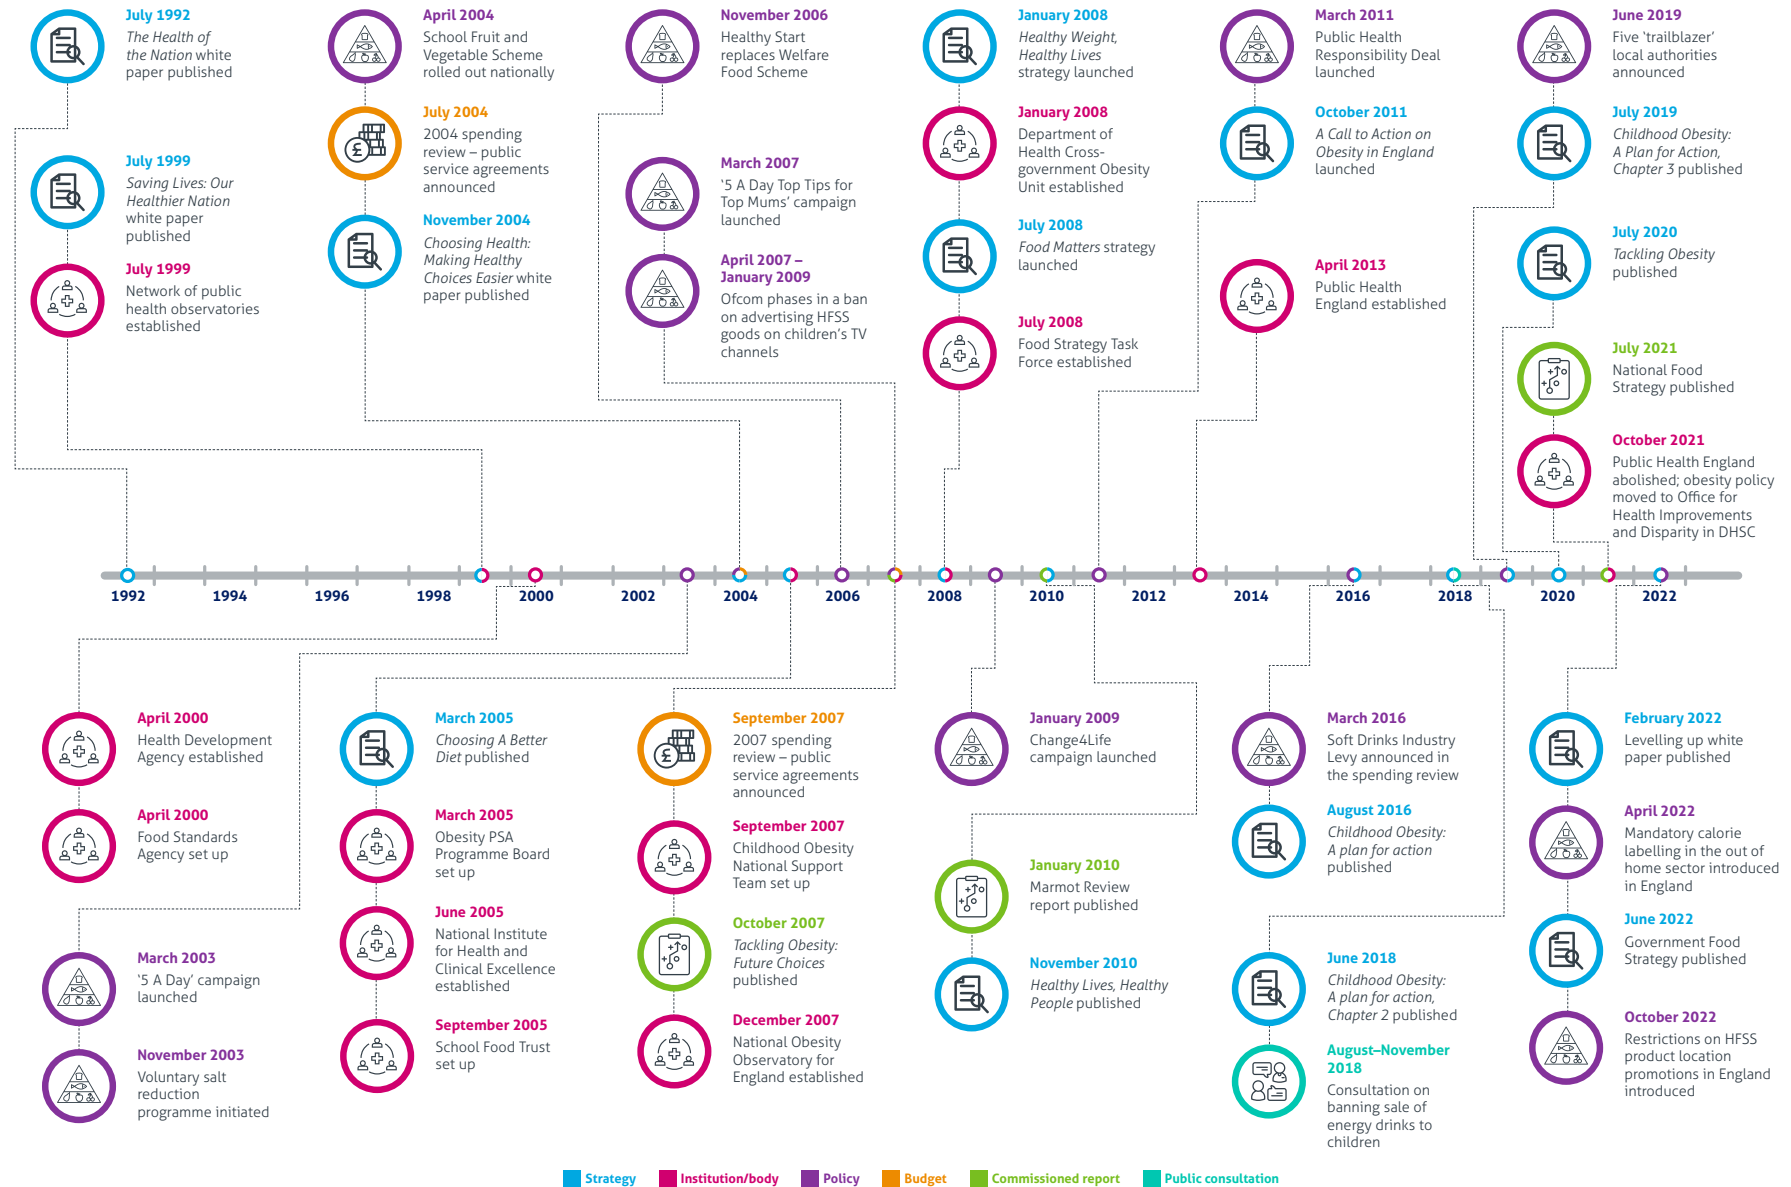 July 1992
The Health of
the Nation white
paper published
July 1999
Saving Lives: Our
Healthier Nation
white paper
published
July 1999
Network of public
health observatories
established
April 2004
School Fruit and
Vegetable Scheme
rolled out nationally
July 2004
2004 spending
review – public
service agreements
announced
November 2004
Choosing Health:
Making Healthy
Choices Easier white
paper published
November 2006
Healthy Start
replaces Welfare
Food Scheme
March 2007
‘5 A Day Top Tips for
Top Mums’ campaign
launched
April 2007 –
January 2009
Ofcom phases in a ban
on advertising HFSS
goods on children’s TV
channels
January 2008
Healthy Weight,
Healthy Lives
strategy launched
January 2008
Department of
Health Cross-
government Obesity
Unit established
July 2008
Food Matters strategy
launched
July 2008
Food Strategy Task
Force established
March 2011
Public Health
Responsibility Deal
launched
October 2011
A Call to Action on
Obesity in England
launched
April 2013
Public Health
England established
June 2019
Five ‘trailblazer’
local authorities
announced
July 2019
Childhood Obesity:
A Plan for Action,
Chapter 3 published
July 2020
Tackling Obesity
published
July 2021
National Food
Strategy published
October 2021
Public Health England
abolished; obesity policy
moved to Office for
Health Improvements
and Disparity in DHSC
1992 1994 1996 1998 2000 2002 2004 2006 2008 2010 2012 2014 2016 2018 2020 2022
April 2000
Health Development
Agency established
April 2000
Food Standards
Agency set up
March 2003
‘5 A Day’ campaign
launched
November 2003
Voluntary salt
reduction
programme initiated
March 2005
Choosing A Better
Diet published
March 2005
Obesity PSA
Programme Board
set up
June 2005
National Institute
for Health and
Clinical Excellence
established
September 2005
School Food Trust
set up
September 2007
2007 spending
review – public
service agreements
announced
September 2007
Childhood Obesity
National Support
Team set up
October 2007
Tackling Obesity:
Future Choices
published
December 2007
National Obesity
Observatory for
England established
January 2009
Change4Life
campaign launched
January 2010
Marmot Review
report published
November 2010
Healthy Lives, Healthy
People published
March 2016
Soft Drinks Industry
Levy announced in
the spending review
August 2016
Childhood Obesity:
A plan for action
published
June 2018
Childhood Obesity:
A plan for action,
Chapter 2 published
August–November
2018
Consultation on
banning sale of
energy drinks to
children
February 2022
Levelling up white
paper published
April 2022
Mandatory calorie
labelling in the out of
home sector introduced
in England
June 2022
Government Food
Strategy published
October 2022
Restrictions on HFSS
product location
promotions in England
introduced
Strategy Institution/body Policy Budget Commissioned report Public consultation